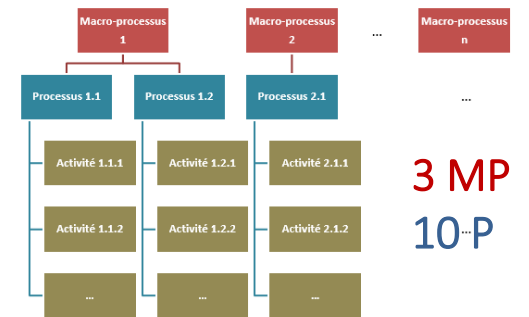 Macro-processus
1
Macro-processus
2
...
Macro-processus
n
Processus 1.1
Processus 1.2
Processus 2.1
...
Activité 1.1.1
Activité 1.2.1
Activité 2.1.1
3 MP
Activité 1.1.2
Activité 1.2.2
Activité 2.1.2
10 P
...
...
...
...